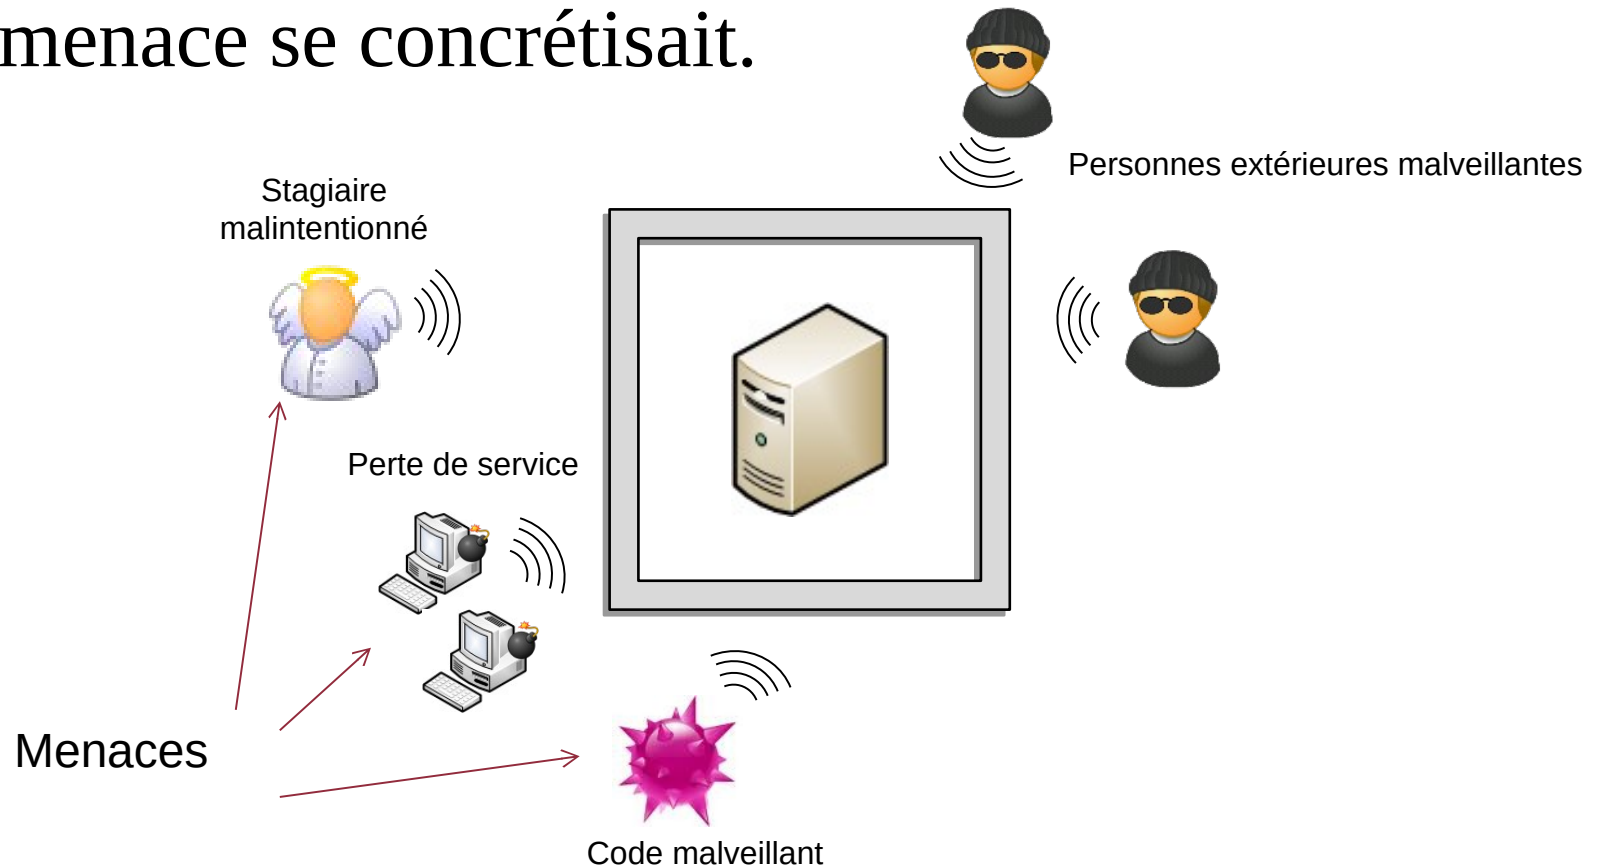 menace se concrétisait.
Personnes extérieures malveillantes
Stagiaire
malintentionné
Perte de service
Menaces
Code malveillant